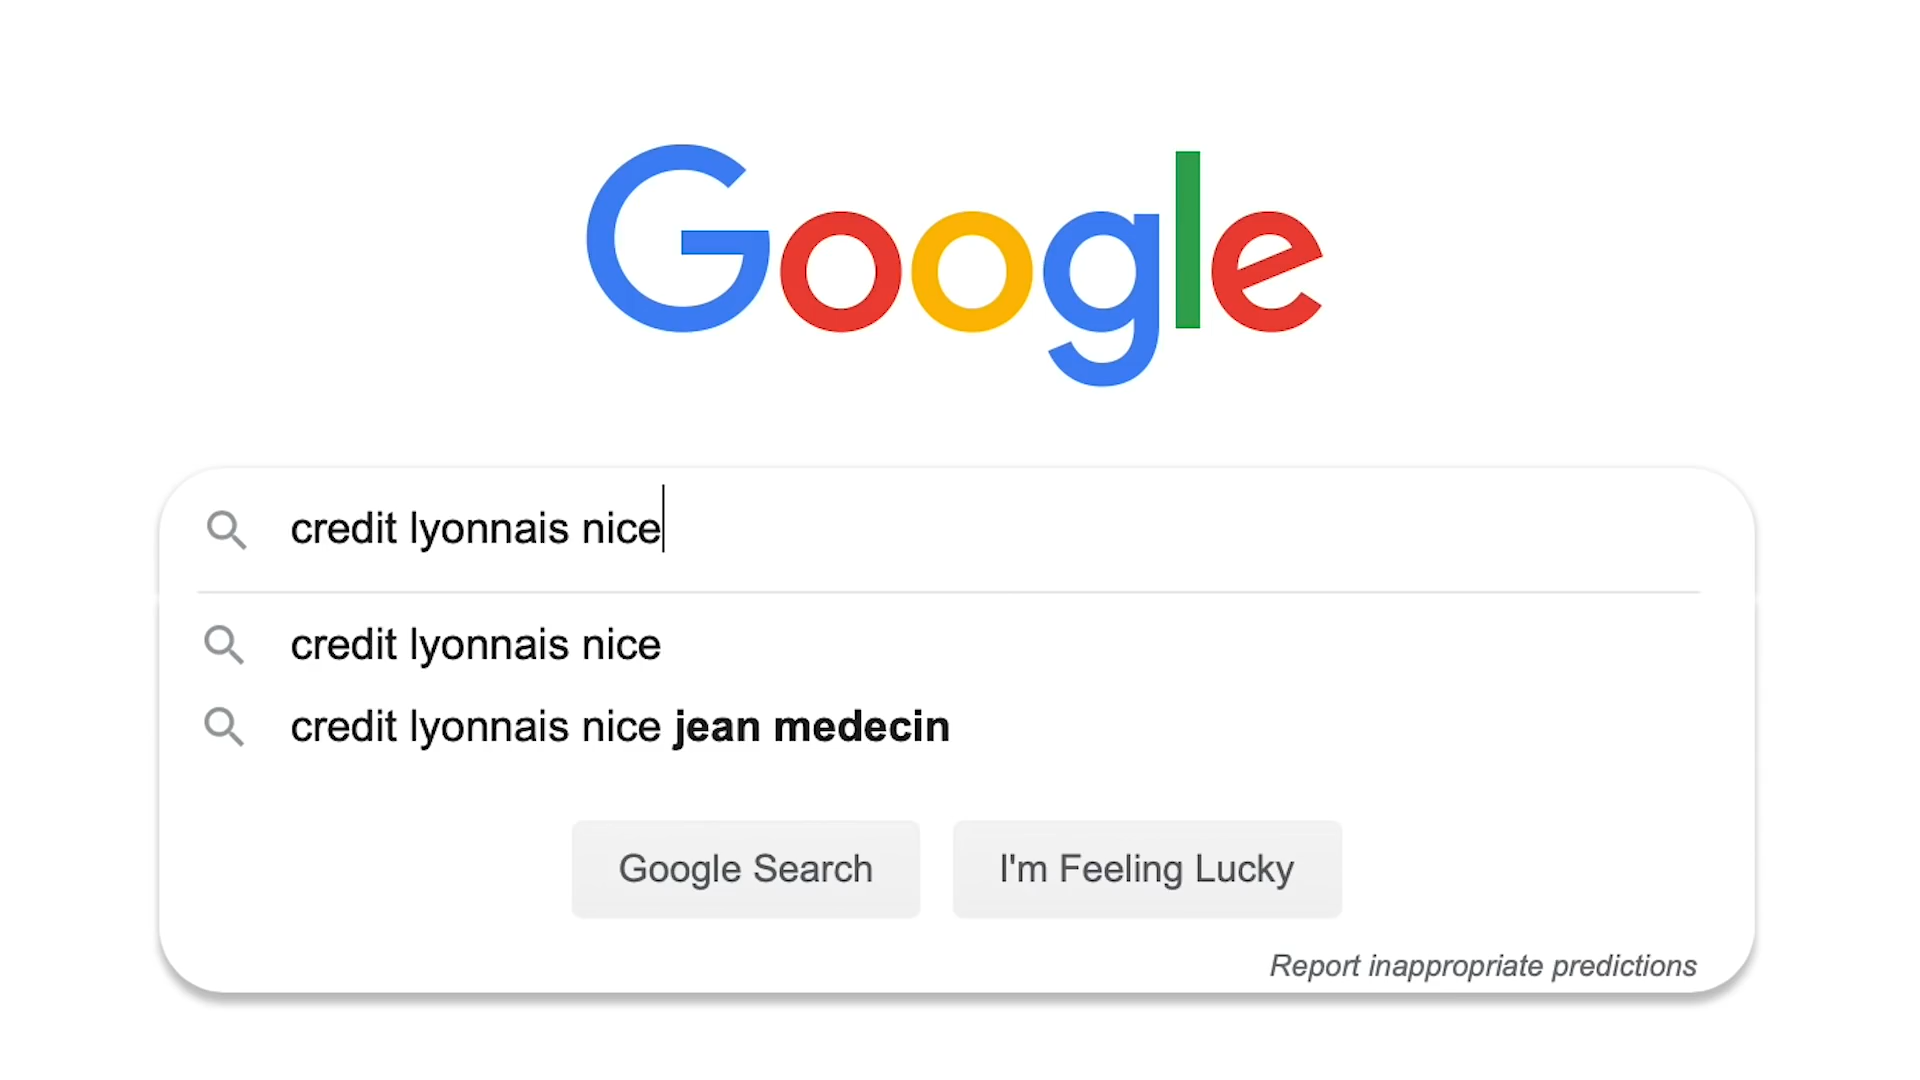 Google
credit lyonnais nice
credit lyonnais nice
credit lyonnais nice jean medecin
Google Search
I'm Feeling Lucky
Report inappropriate predictions